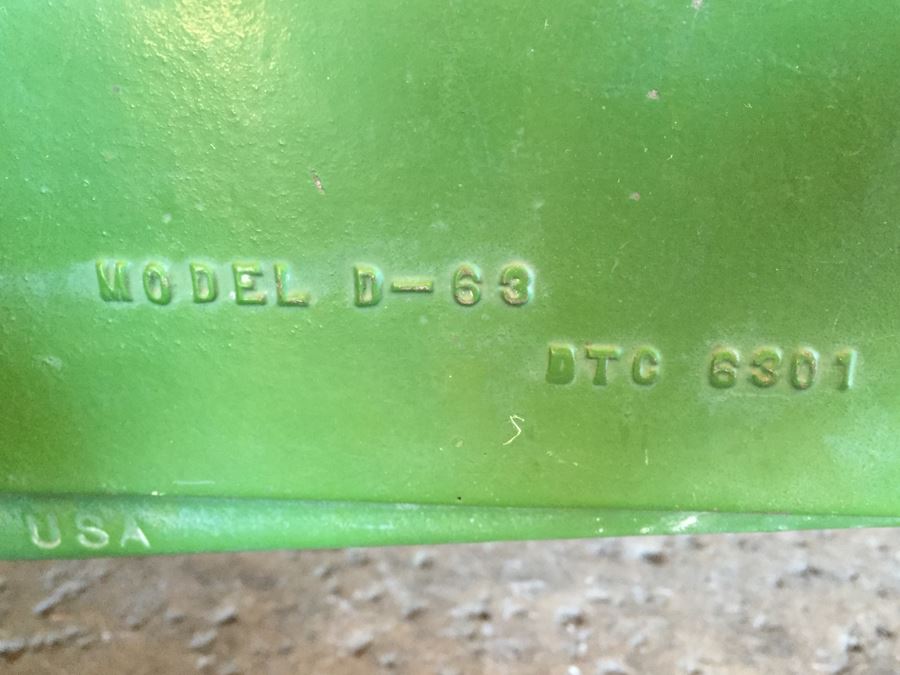 MODEL D-63
DTC 6301
USA